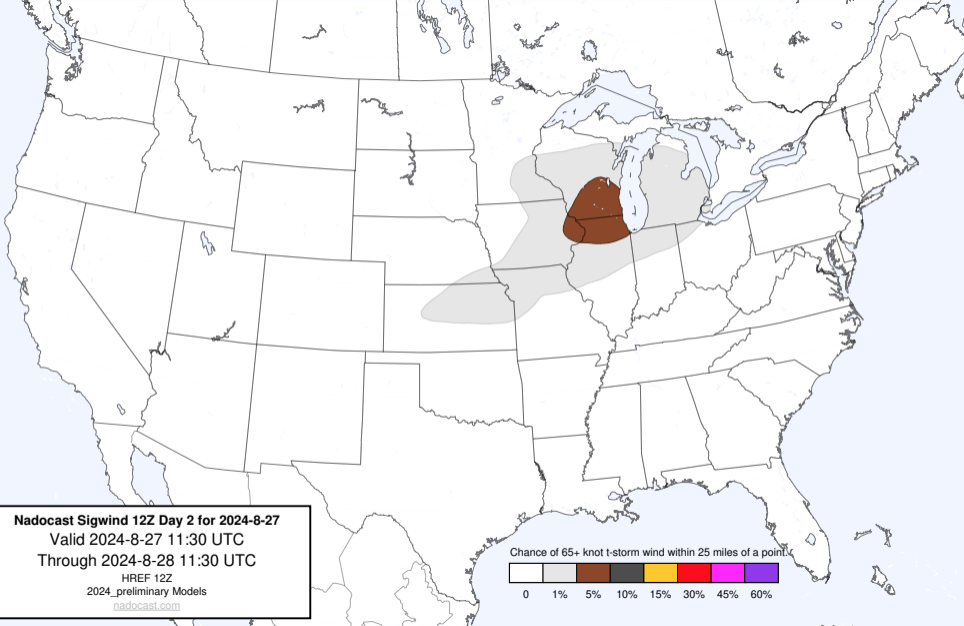 Nadocast Sigwind 12Z Day 2 for 2024-8-27
Valid 2024-8-27 11:30 UTC
Through 2024-8-28 11:30 UTC
HREF 12Z
2024_preliminary Models
nadocast.com
Chance of 65+ knot t-storm wind within 25 miles of a point.
0 1% 5% 10% 15% 30% 45% 60%